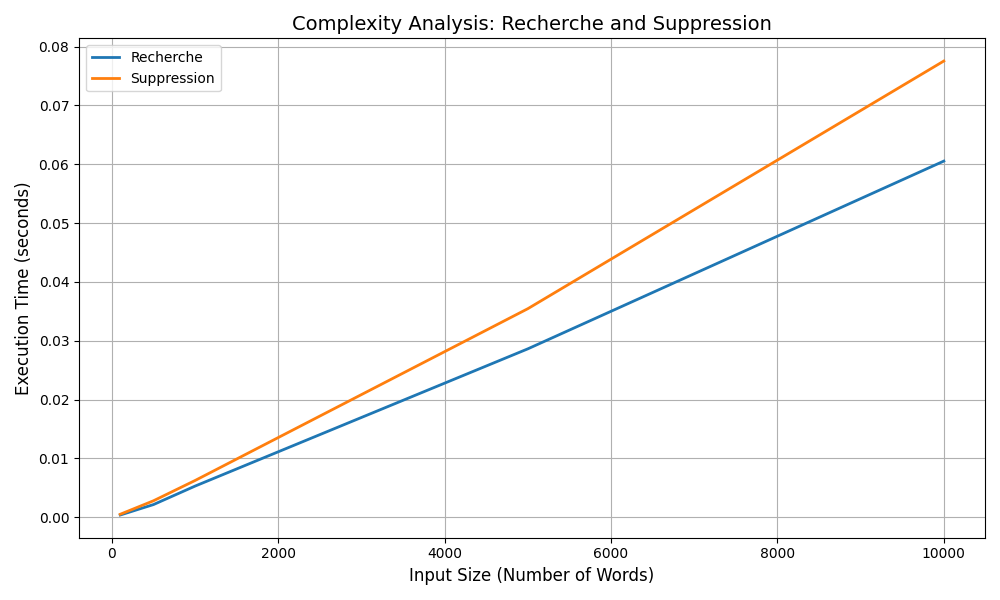 Complexity Analysis: Recherche and Suppression
Recherche
Suppression
Execution Time (seconds)
0.08
0.07
0.06
0.05
0.04
0.03
0.02
0.01
0.00
0 2000 4000 6000 8000 10000
Input Size (Number of Words)